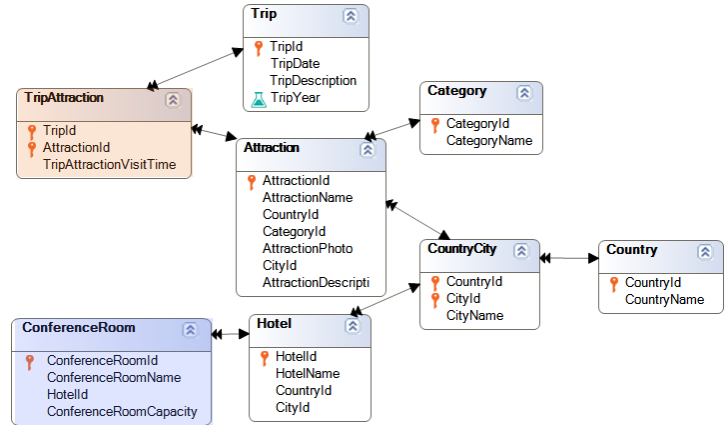 Trip
TripId
TripDate
TripDescription
TripYear
TripAttraction
TripId
AttractionId
TripAttractionVisitTime
Category
CategoryId
CategoryName
Attraction
AttractionId
AttractionName
CountryId
CategoryId
AttractionPhoto
CityId
AttractionDescripti
CountryCity
CountryId
CityId
CityName
Country
CountryId
CountryName
ConferenceRoom
ConferenceRoomId
ConferenceRoomName
HotelId
ConferenceRoomCapacity
Hotel
HotelId
HotelName
CountryId
CityId